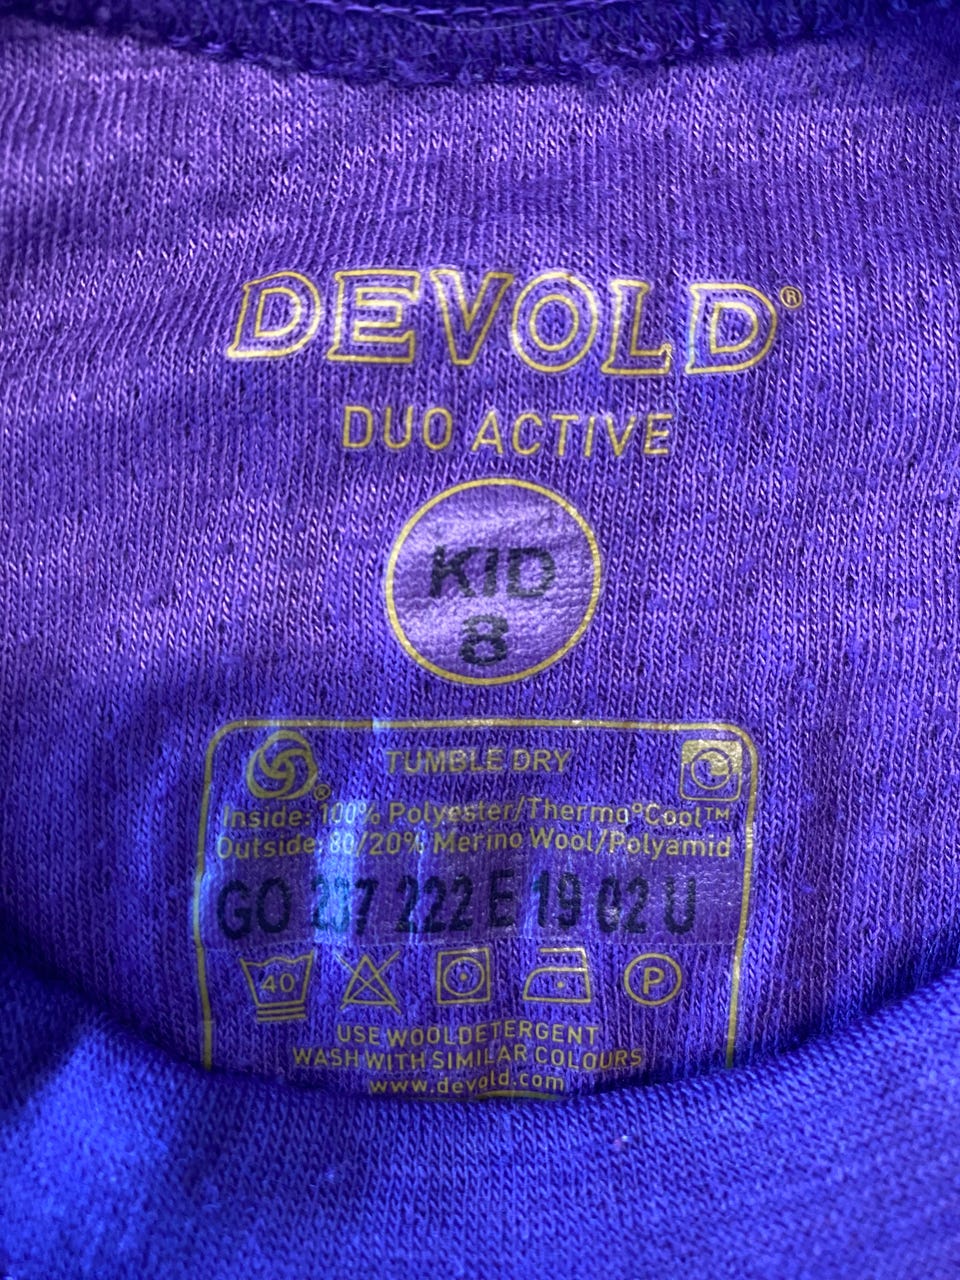 DEVOLD®
DUO ACTIVE
KID
8
TUMBLE DRY
®
Inside: 100% Polyester/Thermo°Cool™
Outside: 80/20% Merino Wool/Polyamid
GO 237 222 E 19 02 U
40
P
USE WOOLDETERGENT
WASH WITH SIMILAR COLOURS
www.devold.com